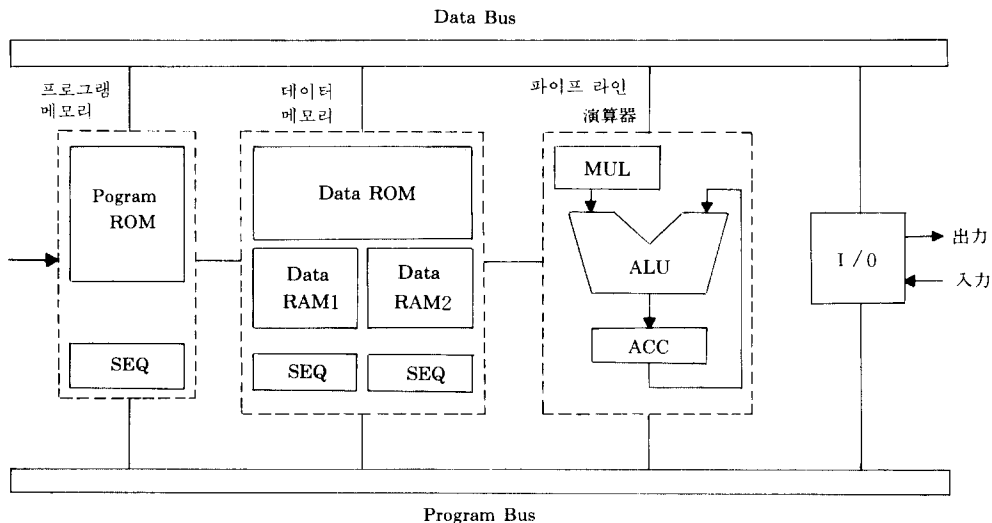 Data Bus
프로그램
메모리
데이터
메모리
파이프 라인
演算器
Pogram
ROM
SEQ
Data ROM
Data
RAM1
Data
RAM2
SEQ
SEQ
MUL
ALU
ACC
I/O
出力
入力
Program Bus